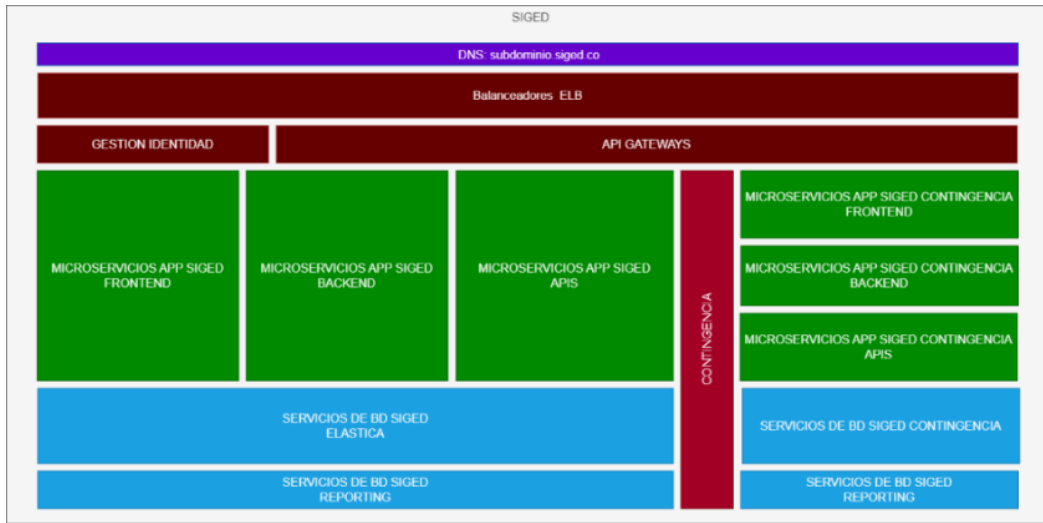 SIGED
DNS: subdominio.siged.co
Balanceadores ELB
GESTION IDENTIDAD
API GATEWAYS
MICROSERVICIOS APP SIGED
FRONTEND
MICROSERVICIOS APP SIGED
BACKEND
MICROSERVICIOS APP SIGED
APIS
CONTINGENCIA
MICROSERVICIOS APP SIGED CONTINGENCIA
FRONTEND
MICROSERVICIOS APP SIGED CONTINGENCIA
BACKEND
MICROSERVICIOS APP SIGED CONTINGENCIA
APIS
SERVICIOS DE BD SIGED
ELASTICA
SERVICIOS DE BD SIGED CONTINGENCIA
SERVICIOS DE BD SIGED
REPORTING
SERVICIOS DE BD SIGED
REPORTING